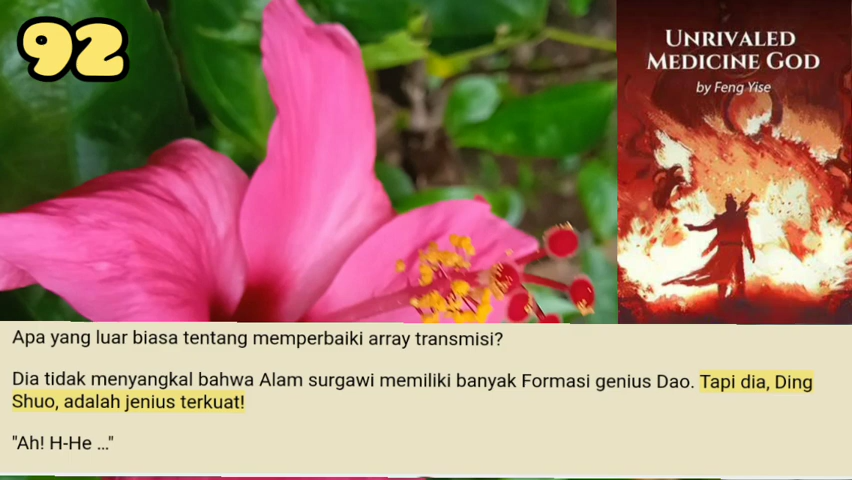 92
UNRIVALED
MEDICINE GOD
by Feng Yise
Apa yang luar biasa tentang memperbaiki array transmisi?
Dia tidak menyangkal bahwa Alam surgawi memiliki banyak Formasi genius Dao. Tapi dia, Ding
Shuo, adalah jenius terkuat!
"Ah! H-He ..."